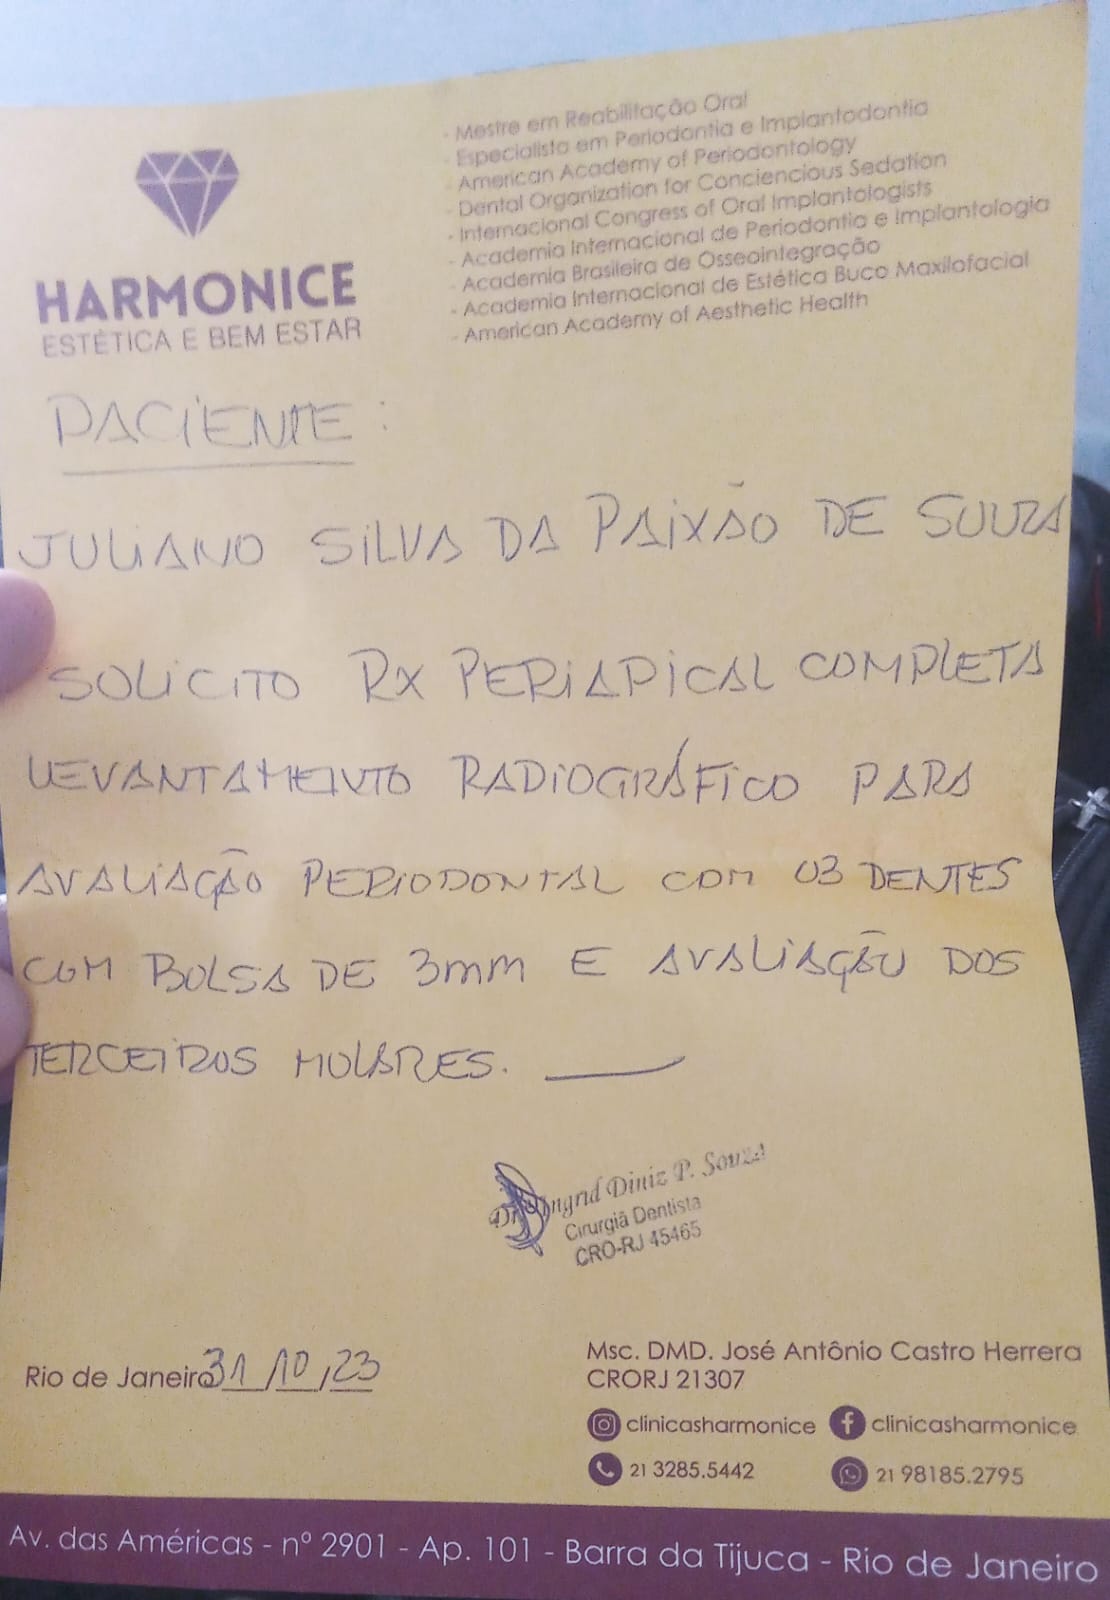 HARMONICE
ESTÉTICA E BEM ESTAR
- Mestre em Reabilitação Oral
- Especialista em Periodontia e Implantodontia
- American Academy of Periodontology
- Dental Organization for Conciencious Sedation
- Internacional Congress of Oral Implantologists
- Academia Internacional de Periodontia e Implantologia
- Academia Brasileira de Osseointegração
- Academia Internacional de Estética Buco Maxilofacial
- American Academy of Aesthetic Health
PACIENTE:
JULIANO SILVA DA PAIXÃO DE SOUZA
SOLICITO RX PERIAPICAL COMPLETA
LEVANTAMENTO RADIOGRÁFICO PARA
AVALIAÇÃO PERIODONTAL COM 03 DENTES
COM BOLSA DE 3mm E AVALIAÇÃO DOS
TERCEIROS MOLARES.
Ingrid Diniz P. Souza
Cirurgiã Dentista
CRO-RJ 45465
Rio de Janeiro 31/10/23
Msc. DMD. José Antônio Castro Herrera
CRORJ 21307
clinicasharmonice clinicasharmonice
21 3285.5442 21 98185.2795
Av. das Américas - nº 2901 - Ap. 101 - Barra da Tijuca - Rio de Janeiro